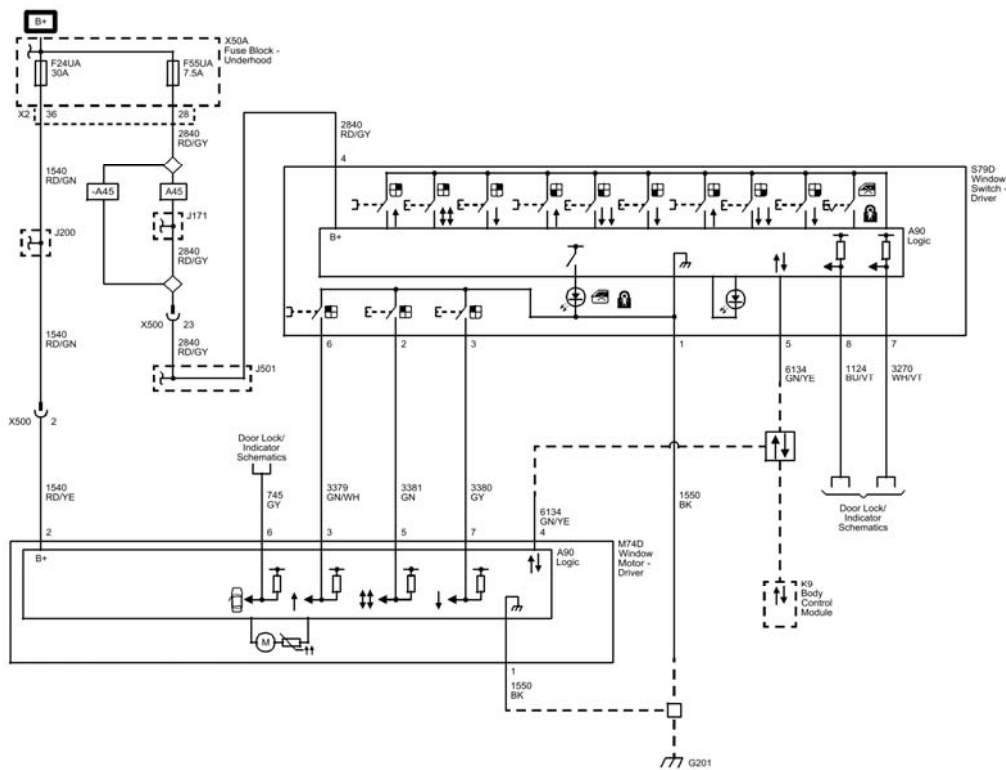 B+
X50A
Fuse Block -
Underhood
F24UA
30A
F55UA
7.5A
X2
36
28
2840
RD/GY
2840
RD/GY
4
1540
RD/GN
-A45
A45
J171
J200
2840
RD/GY
S79D
Window
Switch -
Driver
B+
A90
Logic
X500
23
1540
RD/GN
2840
RD/GY
J501
6
2
3
1
5
8
7
6134
GN/YE
1124
BU/VT
3270
WH/VT
X500
2
Door Lock/
Indicator
Schematics
1540
RD/YE
745
GY
3379
GN/WH
3381
GN
3380
GY
6134
GN/YE
1550
BK
Door Lock/
Indicator
Schematics
2
6
3
5
7
4
M74D
Window
Motor -
Driver
B+
A90
Logic
K9
Body
Control
Module
M
1
1550
BK
G201